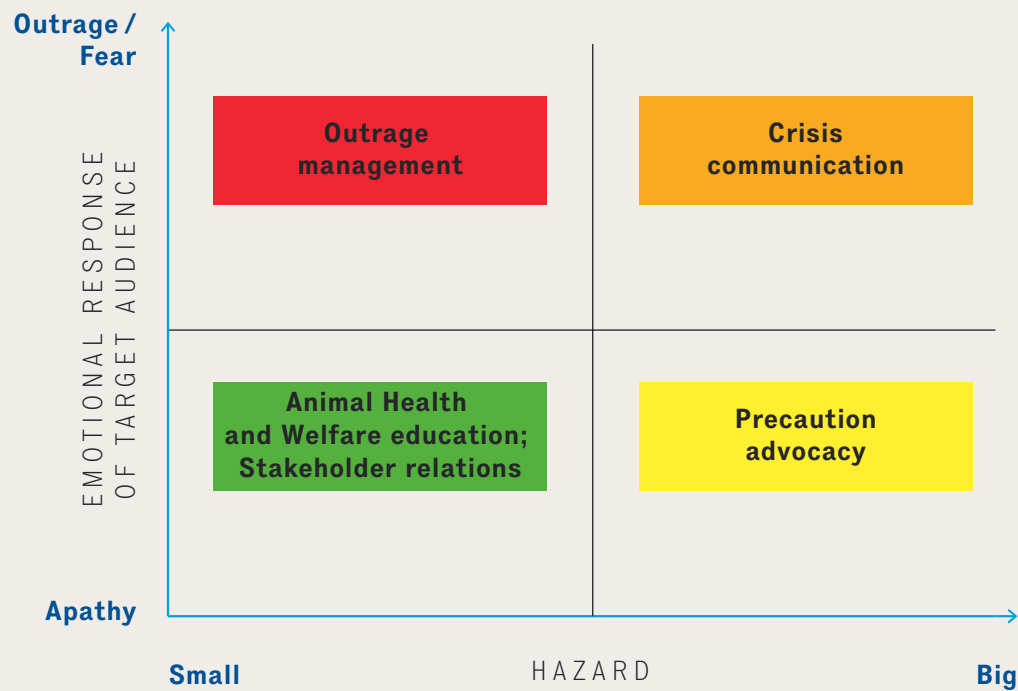 Outrage /
Fear
EMOTIONAL RESPONSE
OF TARGET AUDIENCE
Outrage
management
Crisis
communication
Animal Health
and Welfare education;
Stakeholder relations
Precaution
advocacy
Apathy
Small
HAZARD
Big